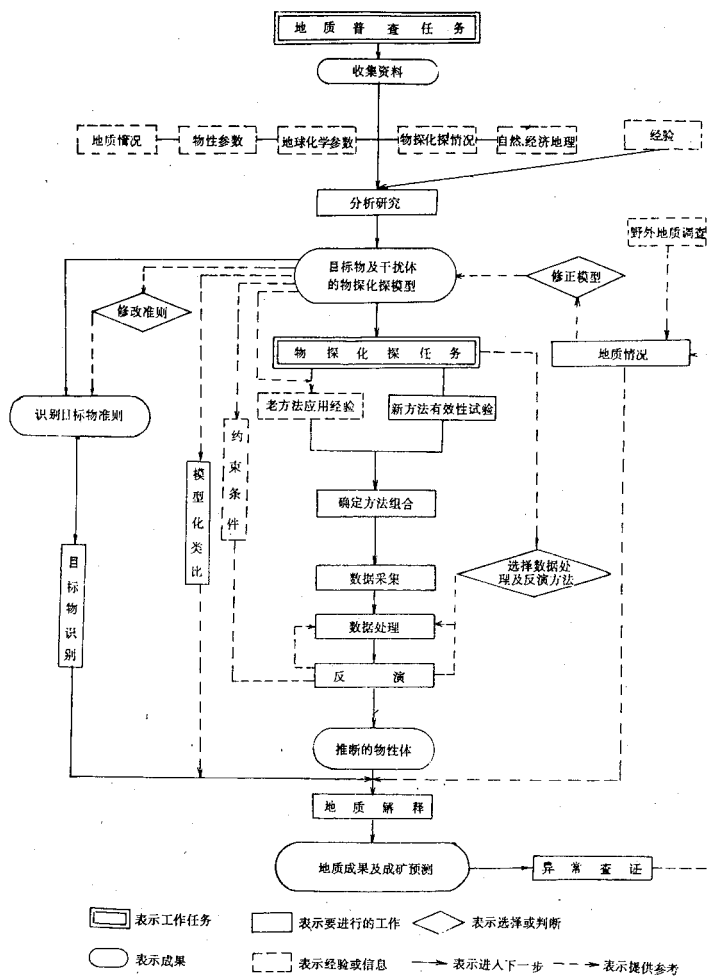 地质普查任务
收集资料
地质情况
物性参数
地球化学参数
物探化探情况
自然.经济地理
经验
分析研究
野外地质调查
目标物及干扰体
的物探化探模型
修正模型
修改准则
物探化探任务
地质情况
老方法应用经验
新方法有效性试验
识别目标物准则
约束条件
模型化类比
确定方法组合
目标物识别
选择数据处
理及反演方法
数据采集
数据处理
反演
推断的物性体
地质解释
地质成果及成矿预测
异常查证
表示工作任务
表示要进行的工作
表示选择或判断
表示成果
表示经验或信息
表示进入下一步
表示提供参考